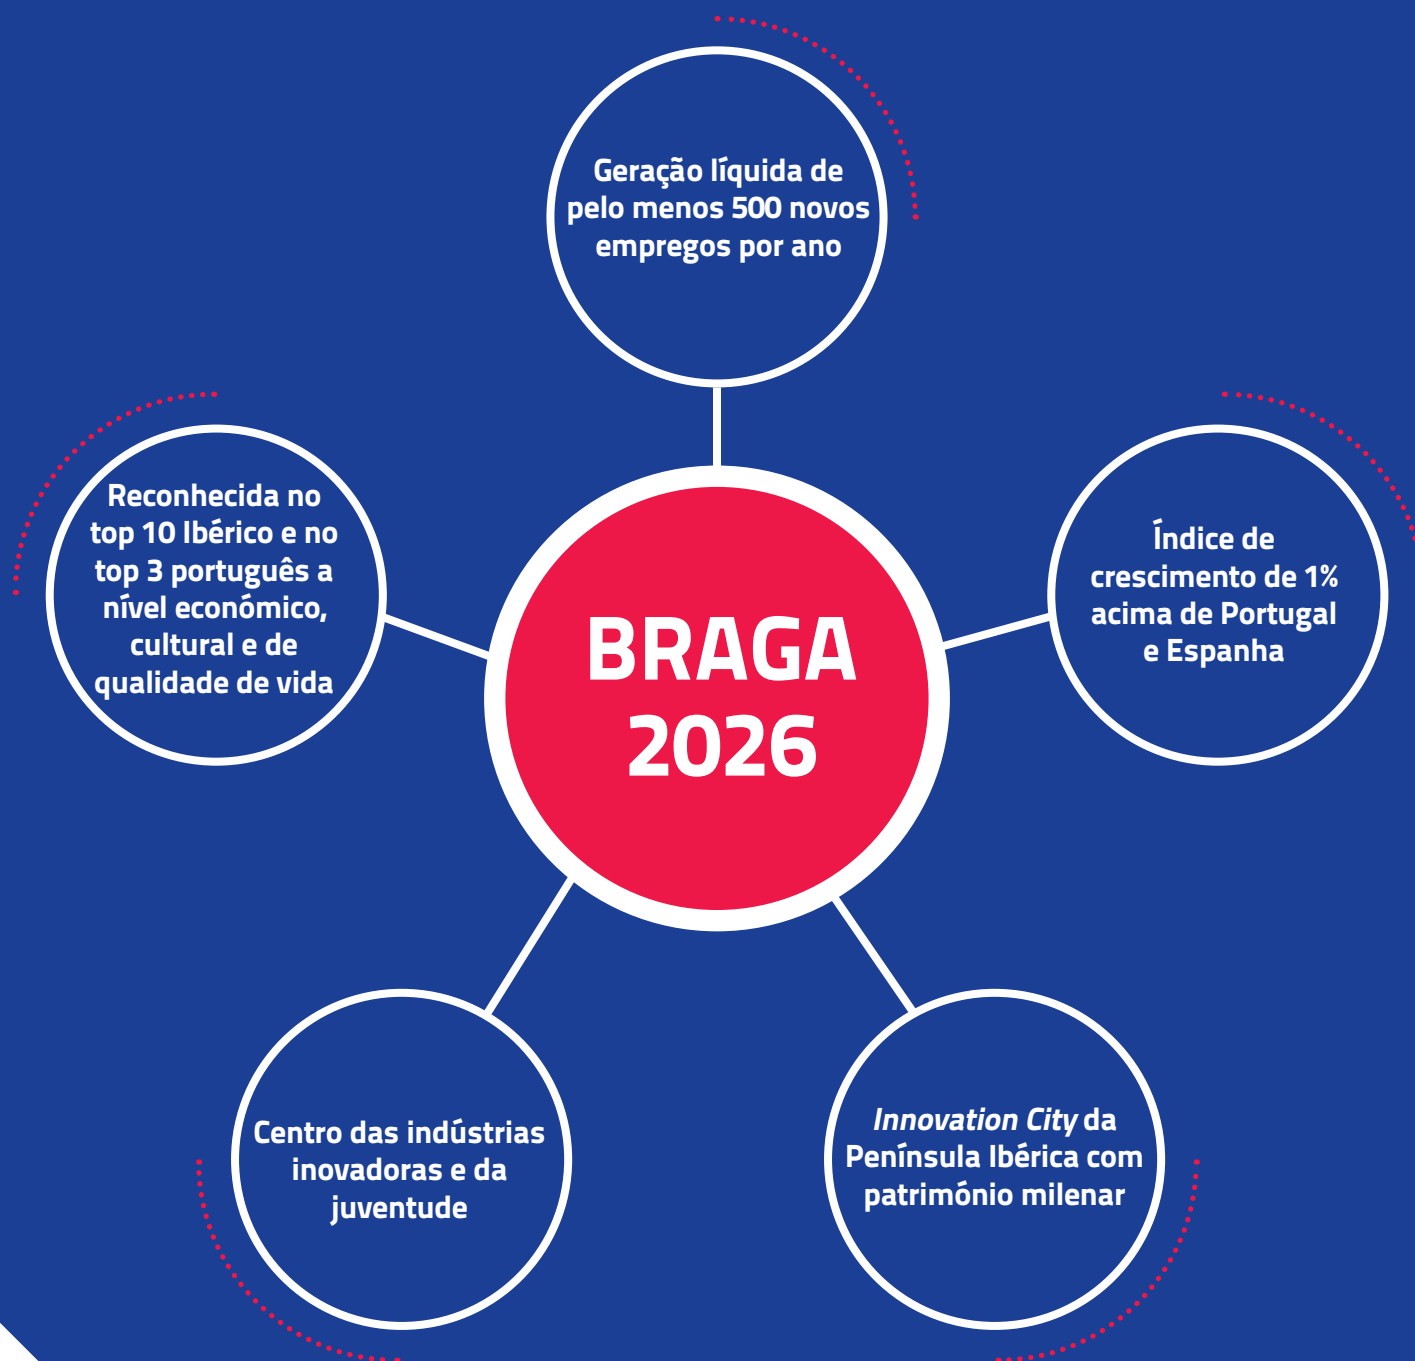 Geração líquida de
pelo menos 500 novos
empregos por ano
Reconhecida no
top 10 Ibérico e no
top 3 português a
nível económico,
cultural e de
qualidade de vida
Índice de
crescimento de 1%
acima de Portugal
e Espanha
BRAGA
2026
Centro das indústrias
inovadoras e da
juventude
Innovation City da
Península Ibérica com
património milenar